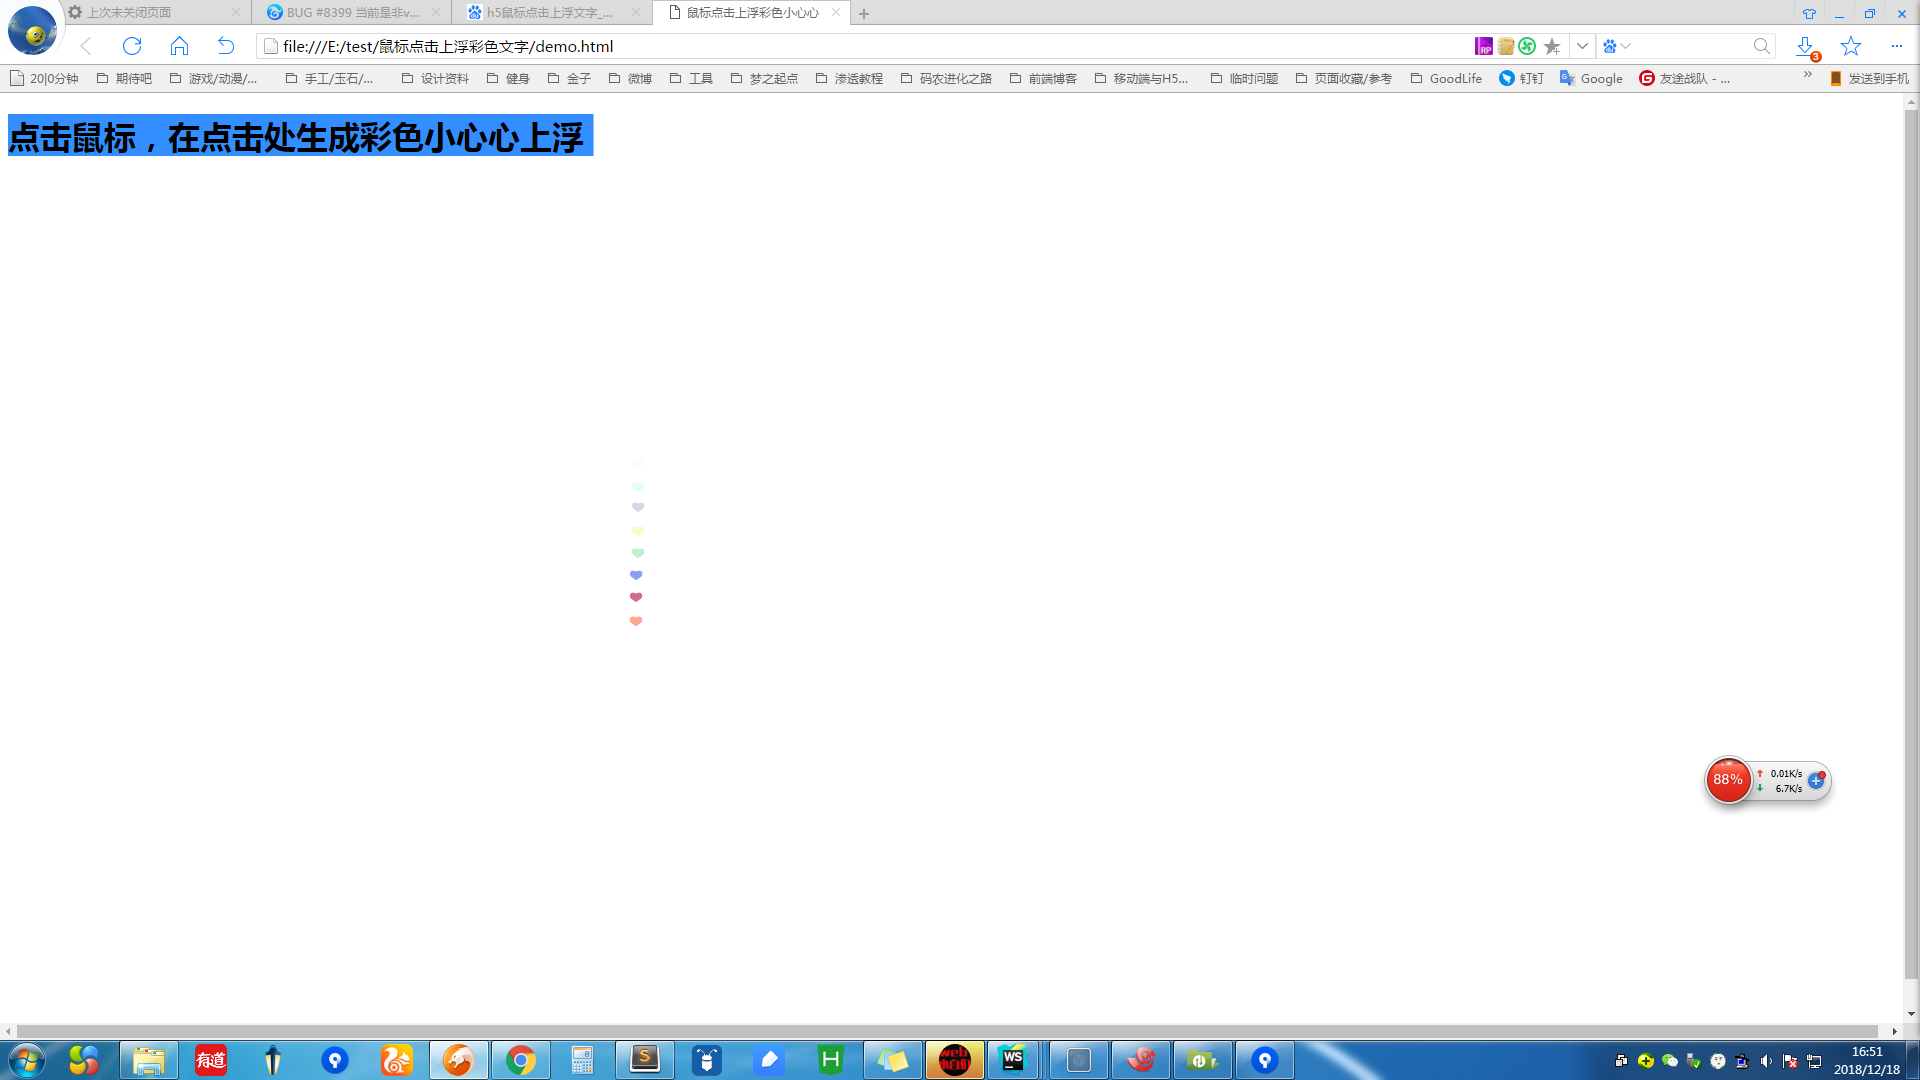 上次未关闭页面
BUG #8399 当前是非v...
h5鼠标点击上浮文字_...
鼠标点击上浮彩色小心心
file:///E:/test/鼠标点击上浮彩色文字/demo.html
RP
3
20|0分钟
期待吧
游戏/动漫/...
手工/玉石/...
设计资料
健身
金子
微博
工具
梦之起点
渗透教程
码农进化之路
前端博客
移动端与H5...
临时问题
页面收藏/参考
GoodLife
钉钉
Google
友途战队 - ...
发送到手机
点击鼠标，在点击处生成彩色小心心上浮
88%
0.01K/s
6.7K/s
有道
S
H
WS
16:51
2018/12/18